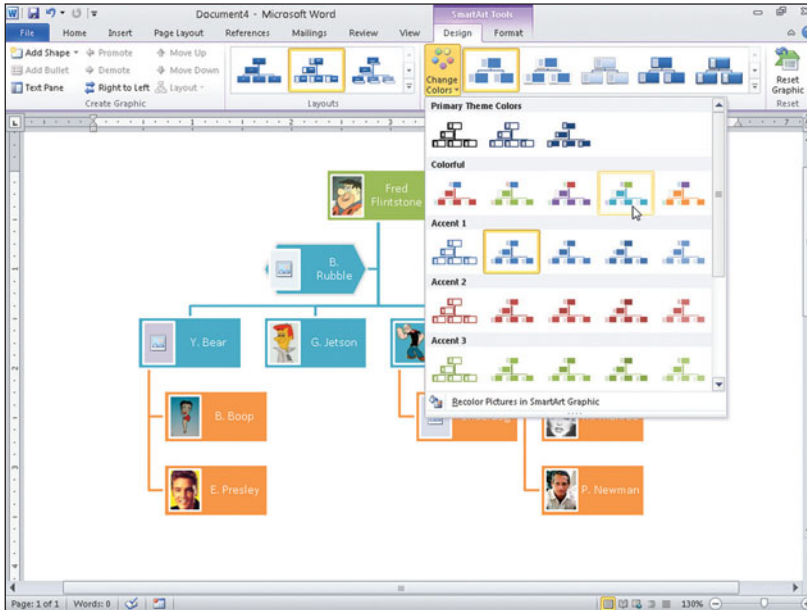 Document4 - Microsoft Word
SmartArt Tools
File Home Insert Page Layout References Mailings Review View Design Format
Add Shape Promote Move Up
Add Bullet Demote Move Down
Text Pane Right to Left Layout
Create Graphic
Layouts
Change
Colors
Reset
Graphic
Reset
Primary Theme Colors
Colorful
Accent 1
Accent 2
Accent 3
Recolor Pictures in SmartArt Graphic
Fred
Flintstone
B.
Rubble
Y. Bear
G. Jetson
B. Boop
E. Presley
P. Newman
Page: 1 of 1 Words: 0
130%